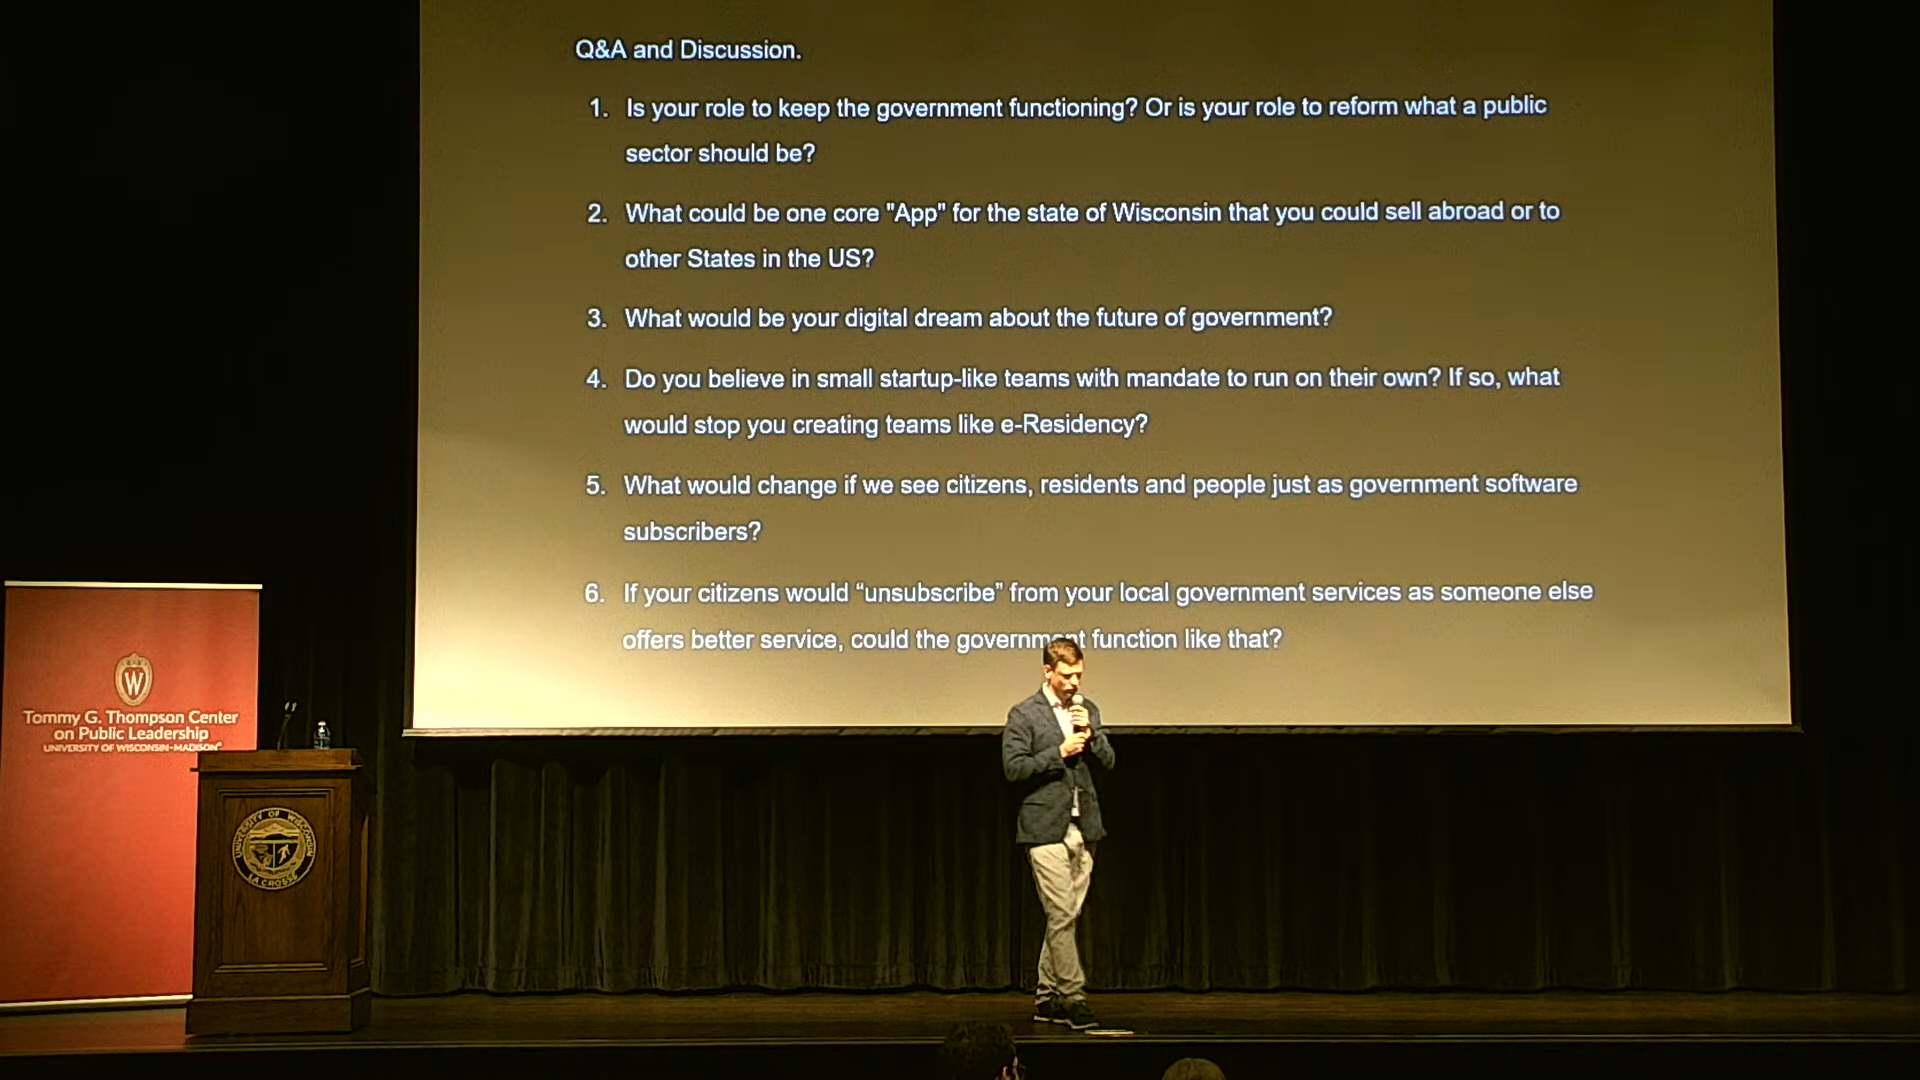 Q&A and Discussion.
1. Is your role to keep the government functioning? Or is your role to reform what a public
sector should be?
2. What could be one core "App" for the state of Wisconsin that you could sell abroad or to
other States in the US?
3. What would be your digital dream about the future of government?
4. Do you believe in small startup-like teams with mandate to run on their own? If so, what
would stop you creating teams like e-Residency?
5. What would change if we see citizens, residents and people just as government software
subscribers?
6. If your citizens would “unsubscribe” from your local government services as someone else
offers better service, could the government function like that?
W
Tommy G. Thompson Center
on Public Leadership
UNIVERSITY OF WISCONSIN-MADISON
UNIVERSITY OF WISCONSIN
LA CROSSE